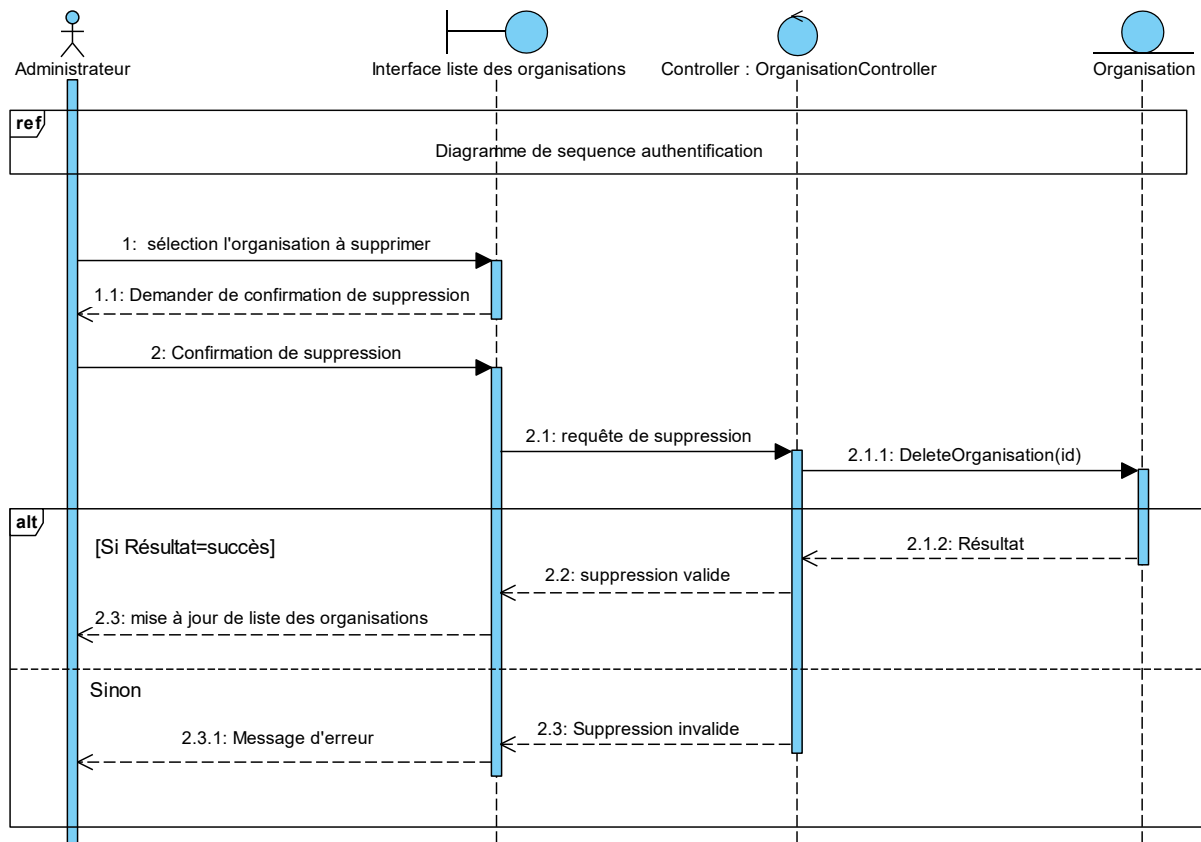 Administrateur
Interface liste des organisations
Controller : OrganisationController
Organisation
ref
Diagramme de sequence authentification
1:  sélection l'organisation à supprimer
1.1: Demander de confirmation de suppression
2: Confirmation de suppression
2.1: requête de suppression
2.1.1: DeleteOrganisation(id)
alt
[Si Résultat=succès]
2.1.2: Résultat
2.2: suppression valide
2.3: mise à jour de liste des organisations
Sinon
2.3: Suppression invalide
2.3.1: Message d'erreur